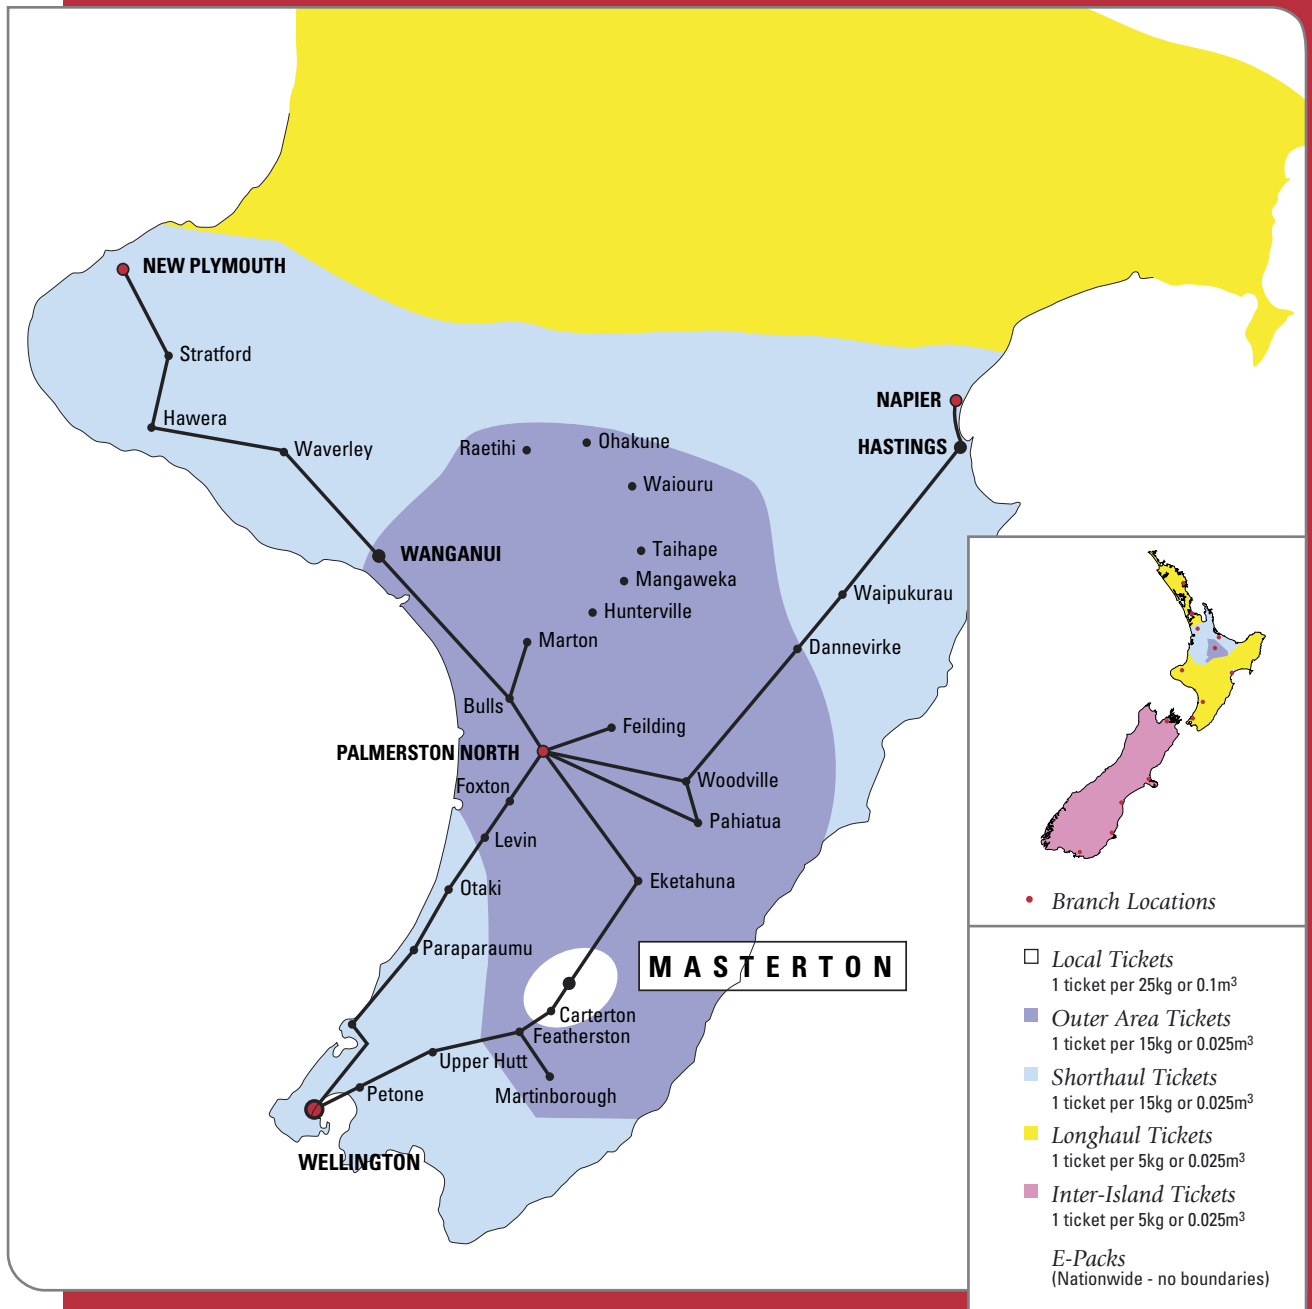 NEW PLYMOUTH
Stratford
Hawera
Waverley
NAPIER
HASTINGS
Raetihi
Ohakune
Waiouru
WANGANUI
Taihape
Mangaweka
Hunterville
Waipukurau
Marton
Dannevirke
Bulls
Feilding
PALMERSTON NORTH
Woodville
Foxton
Pahiatua
Levin
Eketahuna
Otaki
Paraparaumu
MASTERTON
Carterton
Featherston
Upper Hutt
Petone
Martinborough
WELLINGTON
Branch Locations
Local Tickets
1 ticket per 25kg or 0.1m³
Outer Area Tickets
1 ticket per 15kg or 0.025m³
Shorthaul Tickets
1 ticket per 15kg or 0.025m³
Longhaul Tickets
1 ticket per 5kg or 0.025m³
Inter-Island Tickets
1 ticket per 5kg or 0.025m³
E-Packs
(Nationwide - no boundaries)